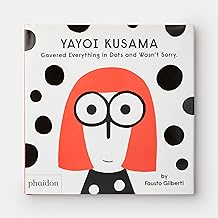 YAYOI KUSAMA
Covered Everything in Dots and Wasn't Sorry.
phaidon
by
Fausto Gilberti